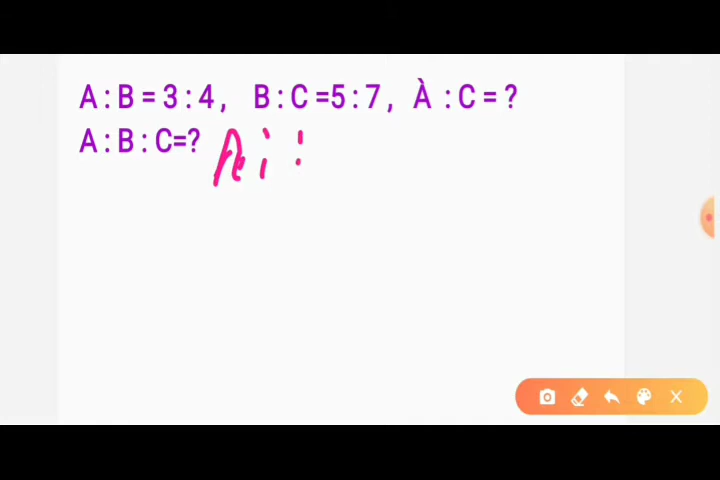 A : B = 3 : 4 , B : C =5 : 7 , À : C = ?
A : B : C=? A : :